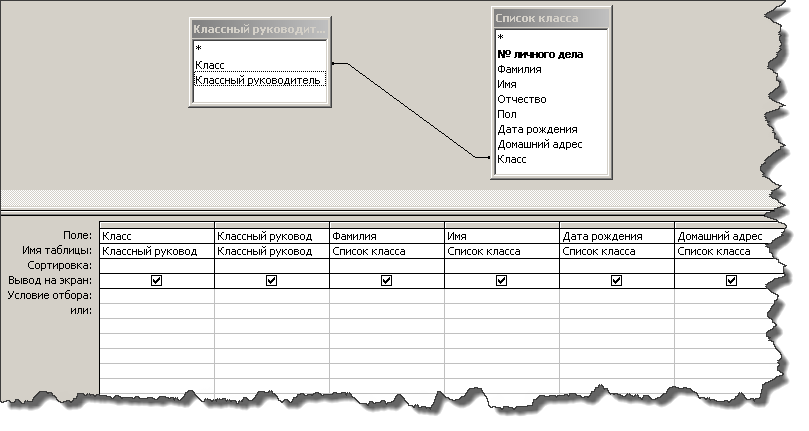 Классный руководит...
*
Класс
Классный руководитель
Список класса
*
№ личного дела
Фамилия
Имя
Отчество
Пол
Дата рождения
Домашний адрес
Класс
Поле: Класс Классный руковод Фамилия Имя Дата рождения Домашний адрес
Имя таблицы: Классный руковод Классный руковод Список класса Список класса Список класса Список класса
Сортировка:
Вывод на экран:
Условие отбора:
или: